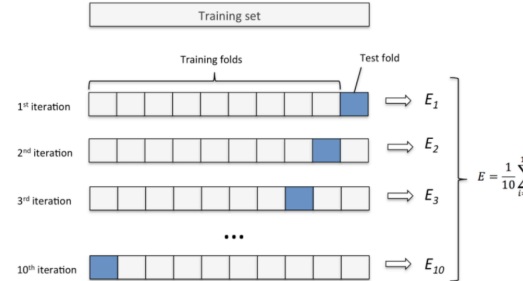 Training set
Training folds
Test fold
1st iteration
E1
2nd iteration
E2
3rd iteration
E3
E = 1/10 ∑
...
10th iteration
E10